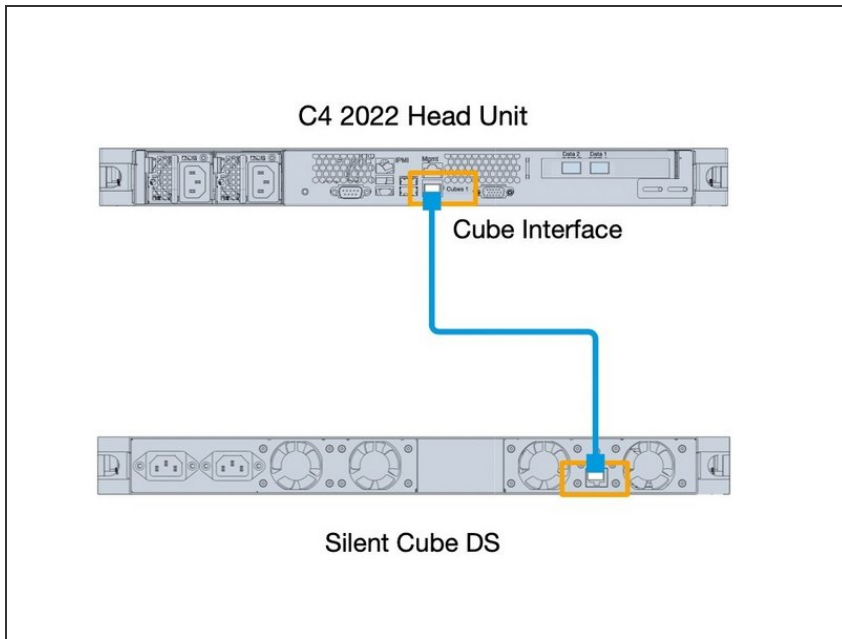 C4 2022 Head Unit
IPMI
Mgmt
Data 2 Data 1
Cubes 1
Cube Interface
Silent Cube DS